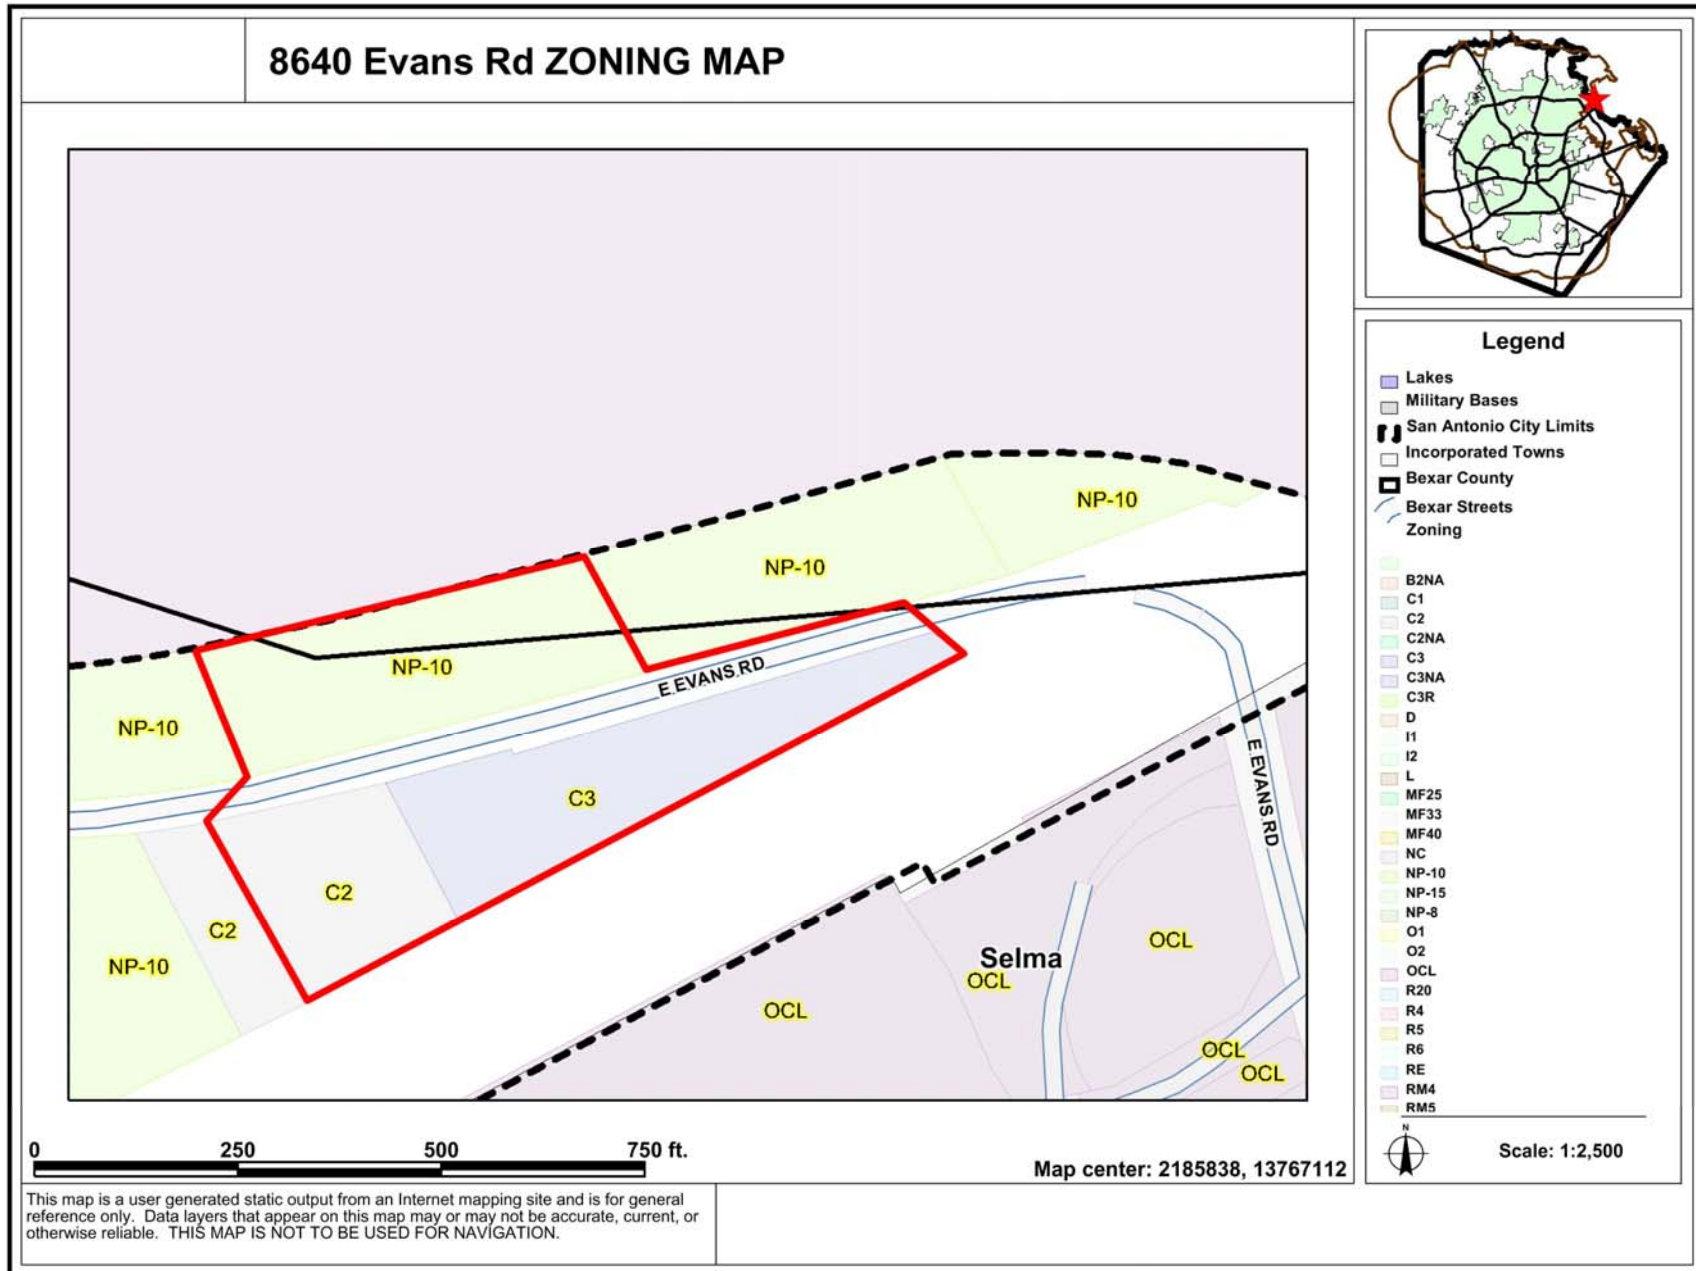 8640 Evans Rd ZONING MAP
NP-10
NP-10
NP-10
E.EVANS.RD
NP-10
C3
E.EVANS.RD
C2
C2
NP-10
Selma
OCL
OCL
OCL
OCL
OCL
Legend
Lakes
Military Bases
San Antonio City Limits
Incorporated Towns
Bexar County
Bexar Streets
Zoning
B2NA
C1
C2
C2NA
C3
C3NA
C3R
D
I1
I2
L
MF25
MF33
MF40
NC
NP-10
NP-15
NP-8
O1
O2
OCL
R20
R4
R5
R6
RE
RM4
RM5
N
Scale: 1:2,500
0 250 500 750 ft.
Map center: 2185838, 13767112
This map is a user generated static output from an Internet mapping site and is for general
reference only. Data layers that appear on this map may or may not be accurate, current, or
otherwise reliable. THIS MAP IS NOT TO BE USED FOR NAVIGATION.